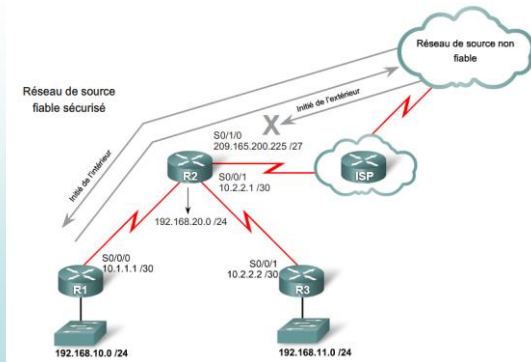 Réseau de source non
fiable
Réseau de source
fiable sécurisé
Initié de l'extérieur
X
S0/1/0
209.165.200.225 /27
Initié de l'intérieur
R2
S0/0/1
10.2.2.1 /30
ISP
192.168.20.0 /24
S0/0/0
10.1.1.1 /30
S0/0/1
10.2.2.2 /30
R1
R3
192.168.10.0 /24
192.168.11.0 /24